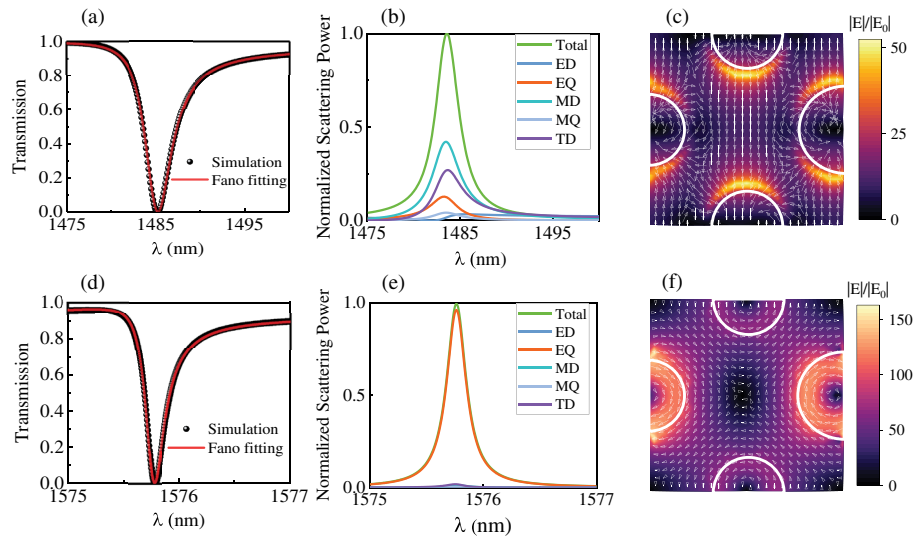 (a)
Transmission
1.0
0.8
0.6
0.4
0.2
0.0
1475
1485
1495
λ (nm)
Simulation
Fano fitting
(b)
Normalized Scattering Power
1.0
0.5
0.0
1475
1485
1495
λ (nm)
Total
ED
EQ
MD
MQ
TD
(c)
|E|/|E₀|
50
40
30
20
10
0
(d)
Transmission
1.0
0.8
0.6
0.4
0.2
0.0
1575
1576
1577
λ (nm)
Simulation
Fano fitting
(e)
Normalized Scattering Power
1.0
0.5
0.0
1575
1576
1577
λ (nm)
Total
ED
EQ
MD
MQ
TD
(f)
|E|/|E₀|
150
100
50
0